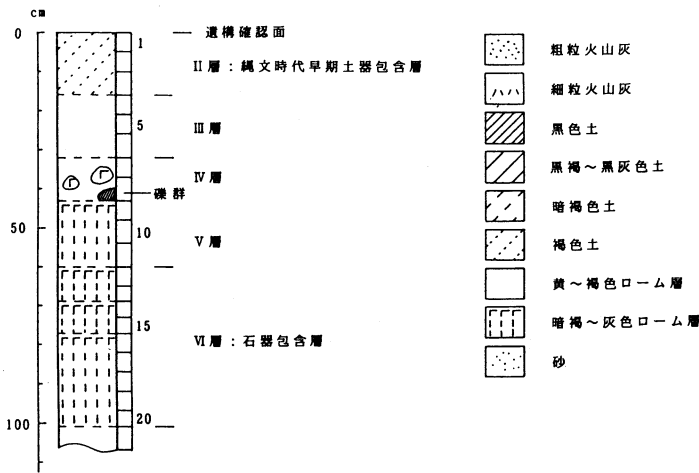 cm
0
50
100
1
5
10
15
20
遺構確認面
II層：縄文時代早期土器包含層
III層
IV層
礫群
V層
VI層：石器包含層
粗粒火山灰
細粒火山灰
黒色土
黒褐～黒灰色土
暗褐色土
褐色土
黄～褐色ローム層
暗褐～灰色ローム層
砂